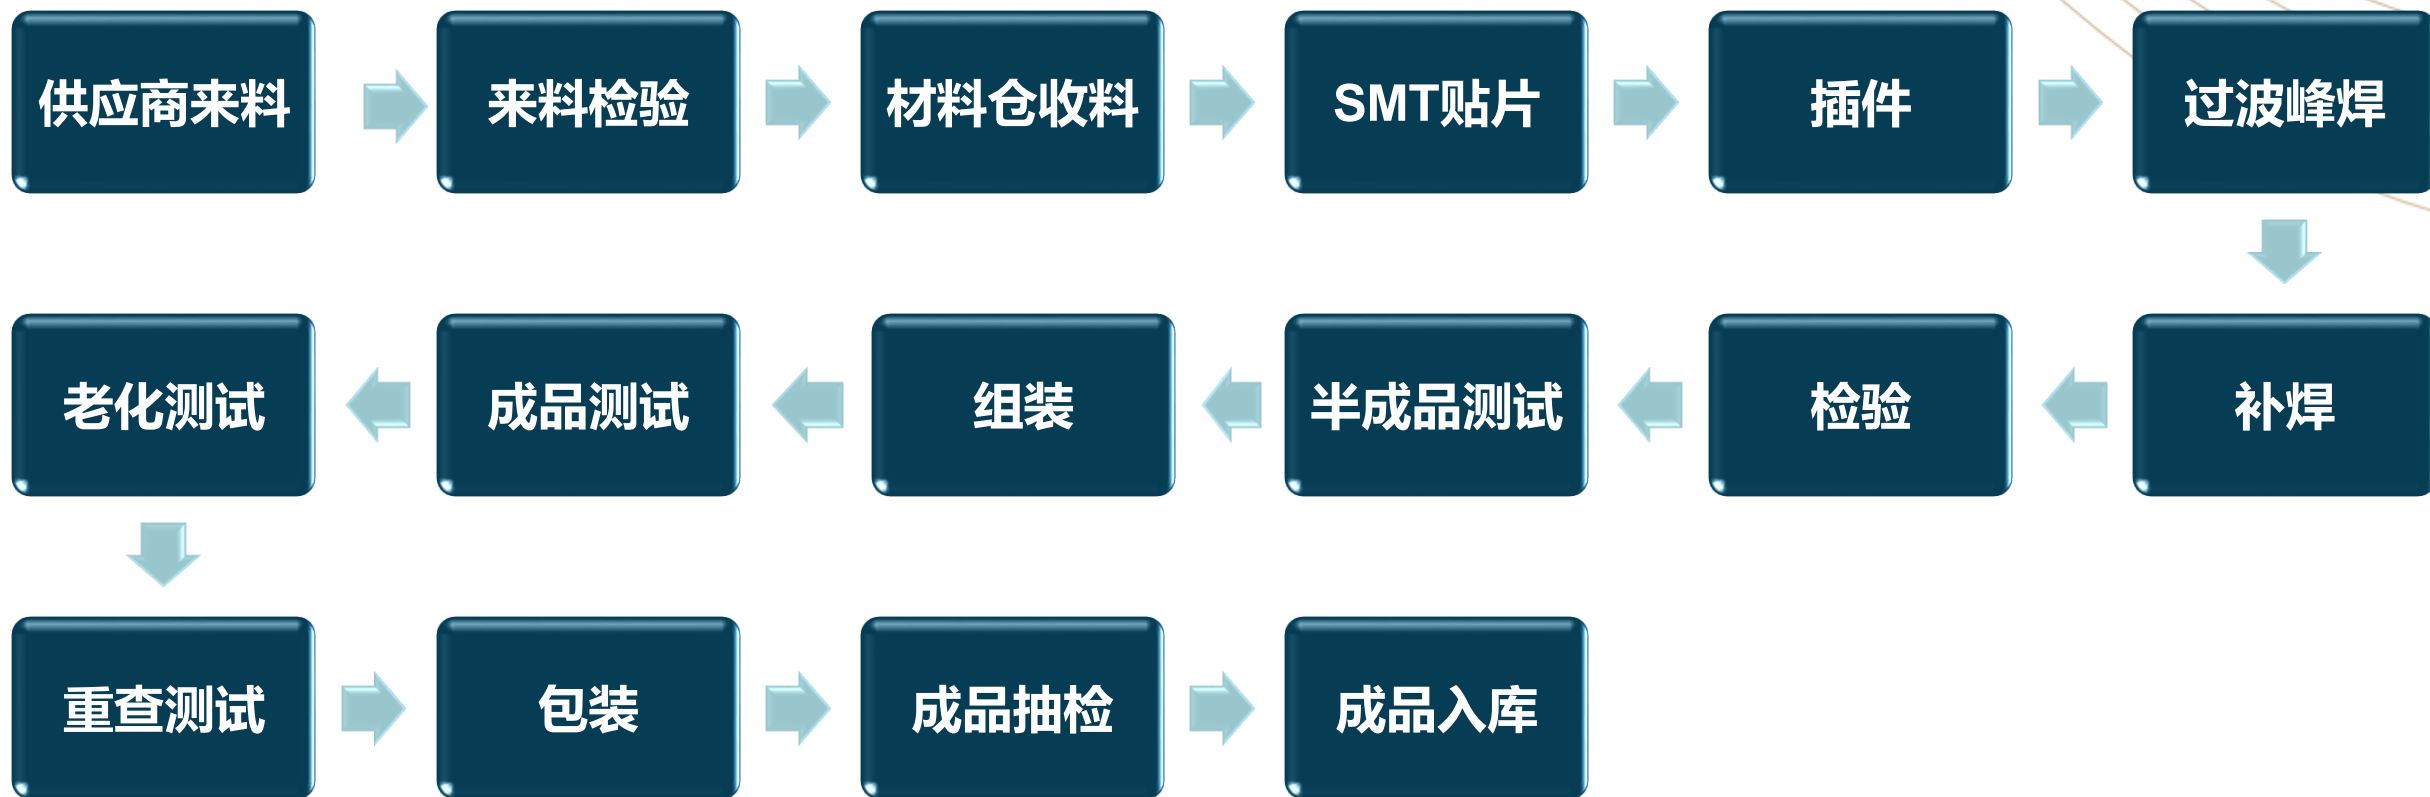 供应商来料
来料检验
材料仓收料
SMT贴片
插件
过波峰焊
补焊
检验
半成品测试
组装
成品测试
老化测试
重查测试
包装
成品抽检
成品入库